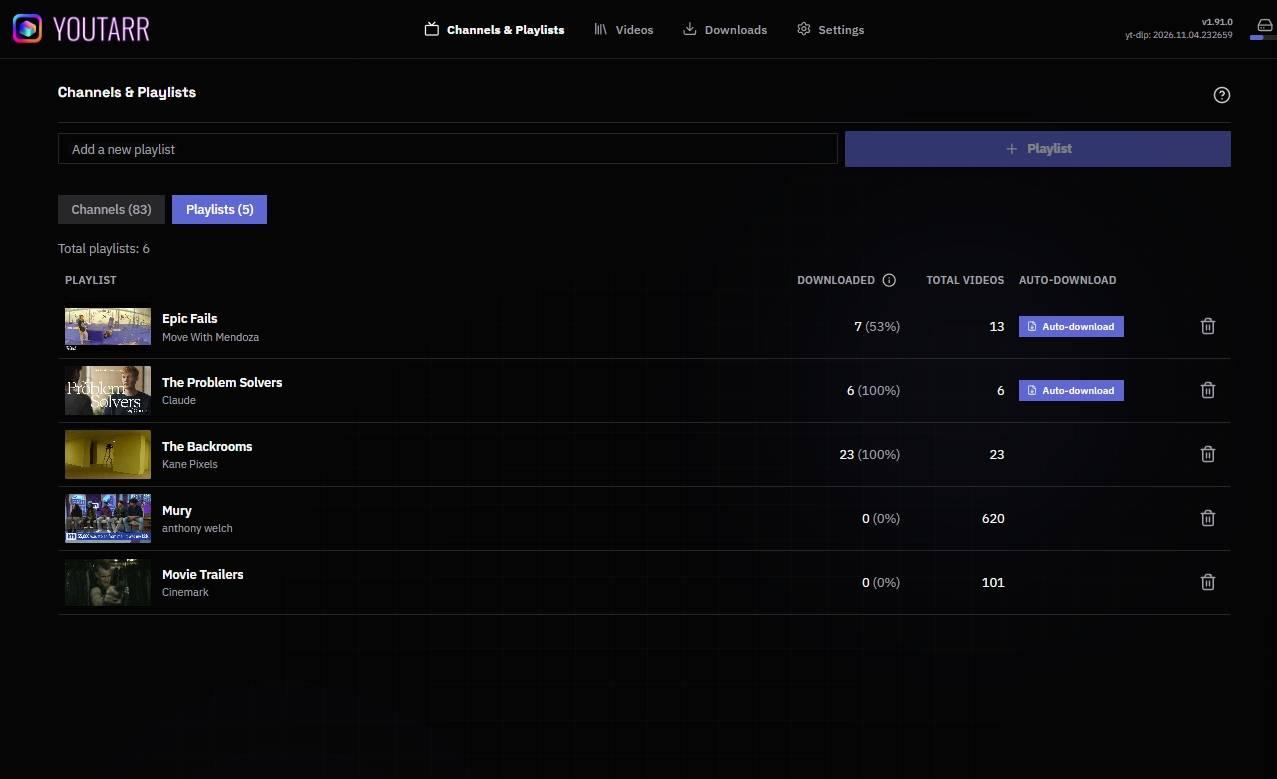 YOUTARR
Channels & Playlists
Videos
Downloads
Settings
v1.91.0
yt-dlp: 2026.11.04.232659
Channels & Playlists
Add a new playlist
+ Playlist
Channels (83)
Playlists (5)
Total playlists: 6
PLAYLIST
DOWNLOADED
TOTAL VIDEOS
AUTO-DOWNLOAD
Epic Fails
Move With Mendoza
7 (53%)
13
Auto-download
Problem
Solvers
The Problem Solvers
Claude
6 (100%)
6
Auto-download
The Backrooms
Kane Pixels
23 (100%)
23
Mury
anthony welch
0 (0%)
620
Movie Trailers
Cinemark
0 (0%)
101